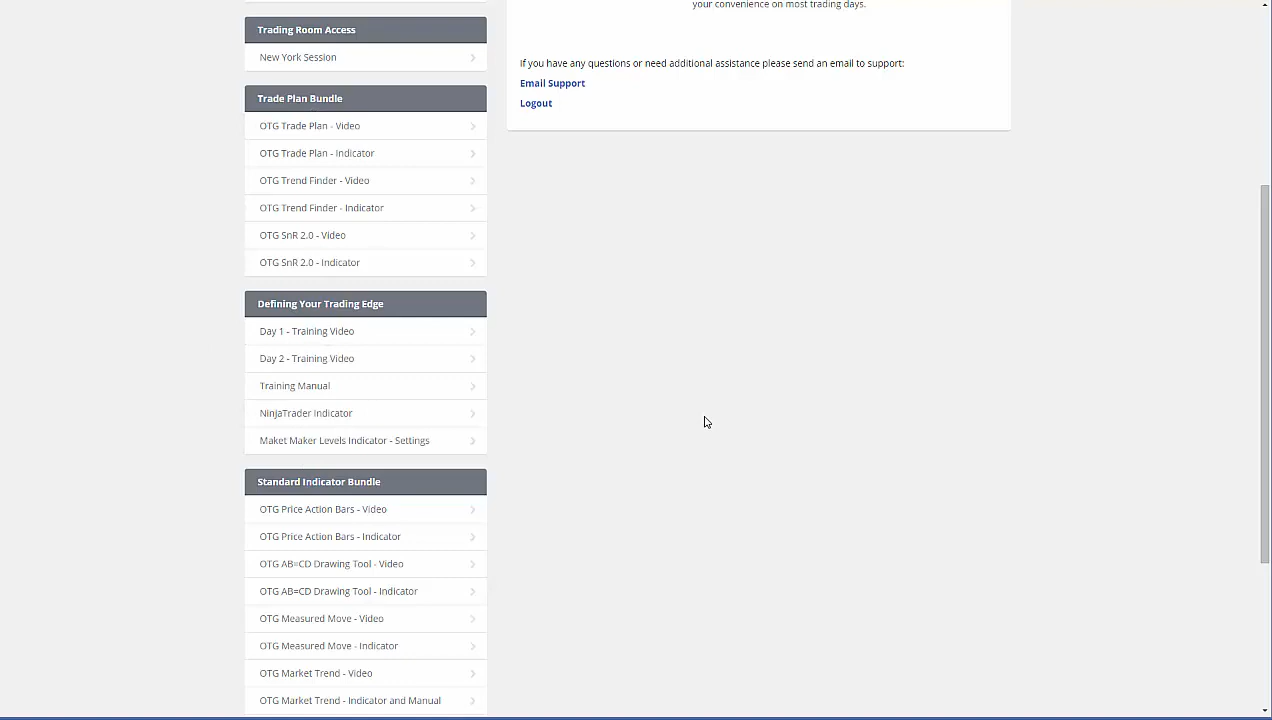 Trading Room Access
New York Session
Trade Plan Bundle
OTG Trade Plan - Video
OTG Trade Plan - Indicator
OTG Trend Finder - Video
OTG Trend Finder - Indicator
OTG SnR 2.0 - Video
OTG SnR 2.0 - Indicator
Defining Your Trading Edge
Day 1 - Training Video
Day 2 - Training Video
Training Manual
NinjaTrader Indicator
Maket Maker Levels Indicator - Settings
Standard Indicator Bundle
OTG Price Action Bars - Video
OTG Price Action Bars - Indicator
OTG AB=CD Drawing Tool - Video
OTG AB=CD Drawing Tool - Indicator
OTG Measured Move - Video
OTG Measured Move - Indicator
OTG Market Trend - Video
OTG Market Trend - Indicator and Manual
your convenience on most trading days.
If you have any questions or need additional assistance please send an email to support:
Email Support
Logout